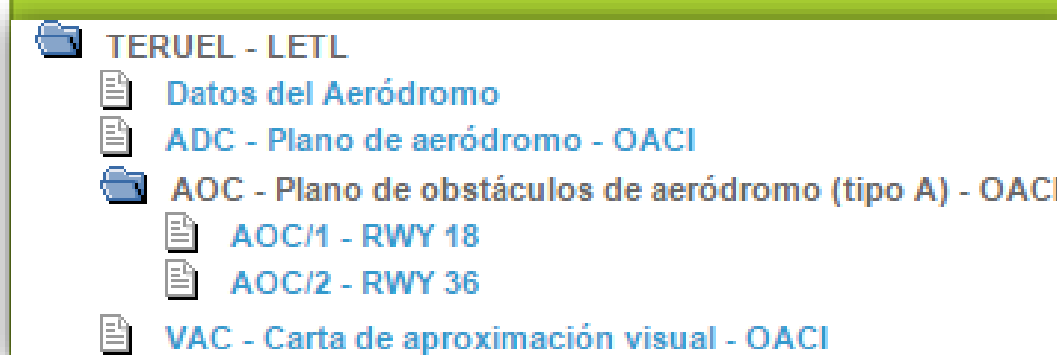 TERUEL - LETL
Datos del Aeródromo
ADC - Plano de aeródromo - OACI
AOC - Plano de obstáculos de aeródromo (tipo A) - OACI
AOC/1 - RWY 18
AOC/2 - RWY 36
VAC - Carta de aproximación visual - OACI